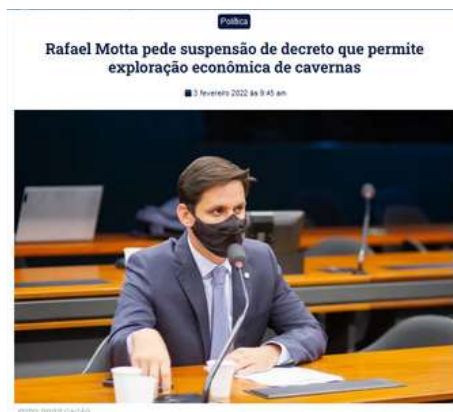 Política
Rafael Motta pede suspensão de decreto que permite
exploração econômica de cavernas
3 fevereiro 2022 às 9:45 am